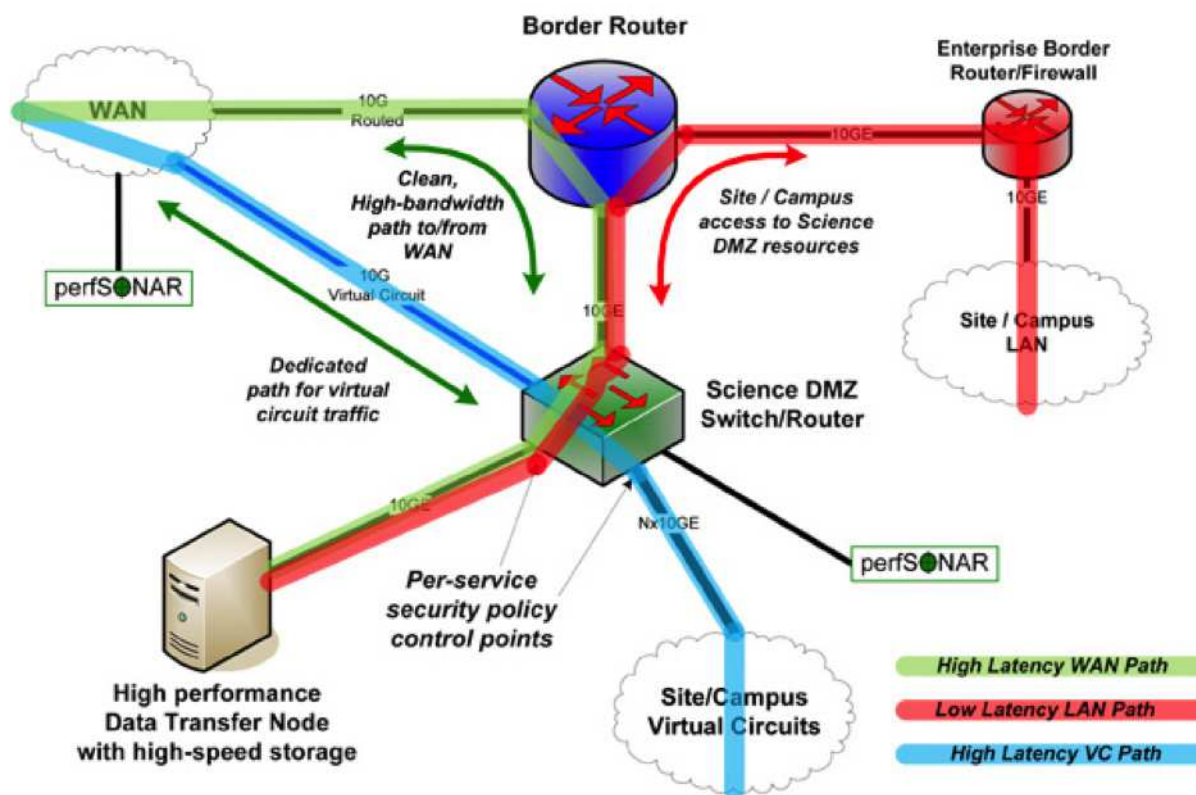 Border Router
Enterprise Border
Router/Firewall
WAN
10G
Routed
10GE
Clean,
High-bandwidth
path to/from
WAN
Site / Campus
access to Science
DMZ resources
10GE
perfSONAR
10G
Virtual Circuit
10GE
Site / Campus
LAN
Dedicated
path for virtual
circuit traffic
Science DMZ
Switch/Router
10GE
Nx10GE
perfSONAR
Per-service
security policy
control points
High performance
Data Transfer Node
with high-speed storage
Site/Campus
Virtual Circuits
High Latency WAN Path
Low Latency LAN Path
High Latency VC Path